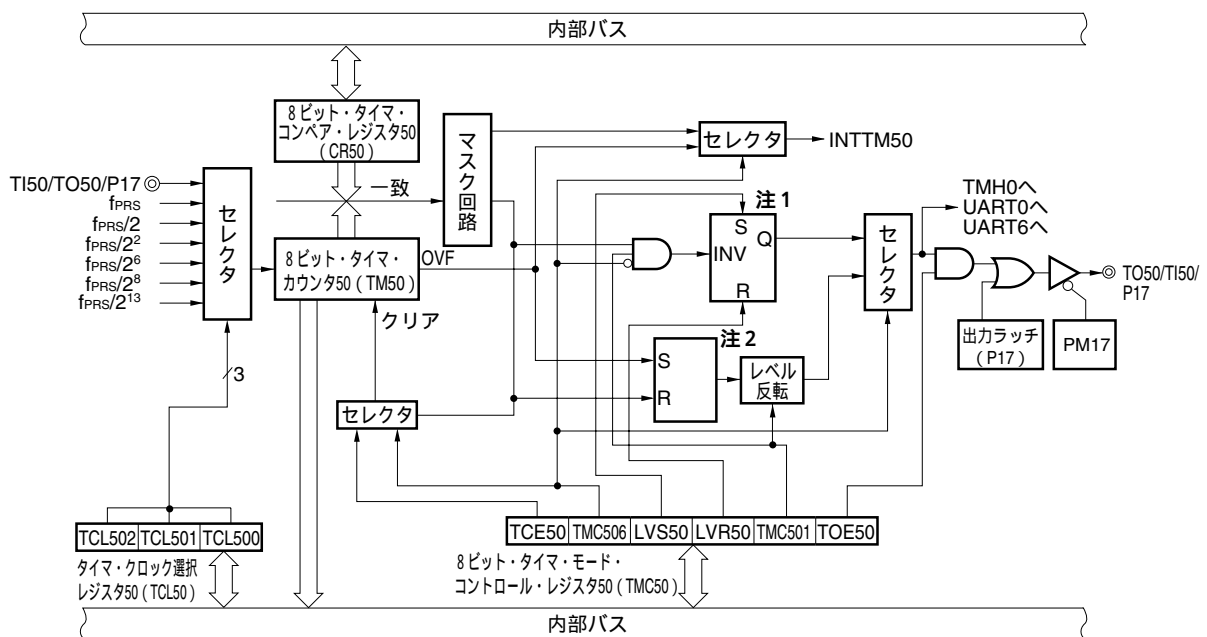 内部バス
8ビット・タイマ・
コンペア・レジスタ50
(CR50)
マスク回路
セレクタ
INTTM50
TI50/TO50/P17
fPRS
fPRS/2
fPRS/2²
fPRS/2⁶
fPRS/2⁸
fPRS/2¹³
セレクタ
一致
8ビット・タイマ・
カウンタ50(TM50)
OVF
クリア
注1
S
INV
Q
R
セレクタ
TMH0へ
UART0へ
UART6へ
TO50/TI50/
P17
出力ラッチ
(P17)
PM17
注2
S
R
レベル
反転
3
セレクタ
TCL502
TCL501
TCL500
タイマ・クロック選択
レジスタ50(TCL50)
TCE50
TMC506
LVS50
LVR50
TMC501
TOE50
8ビット・タイマ・モード・
コントロール・レジスタ50(TMC50)
内部バス